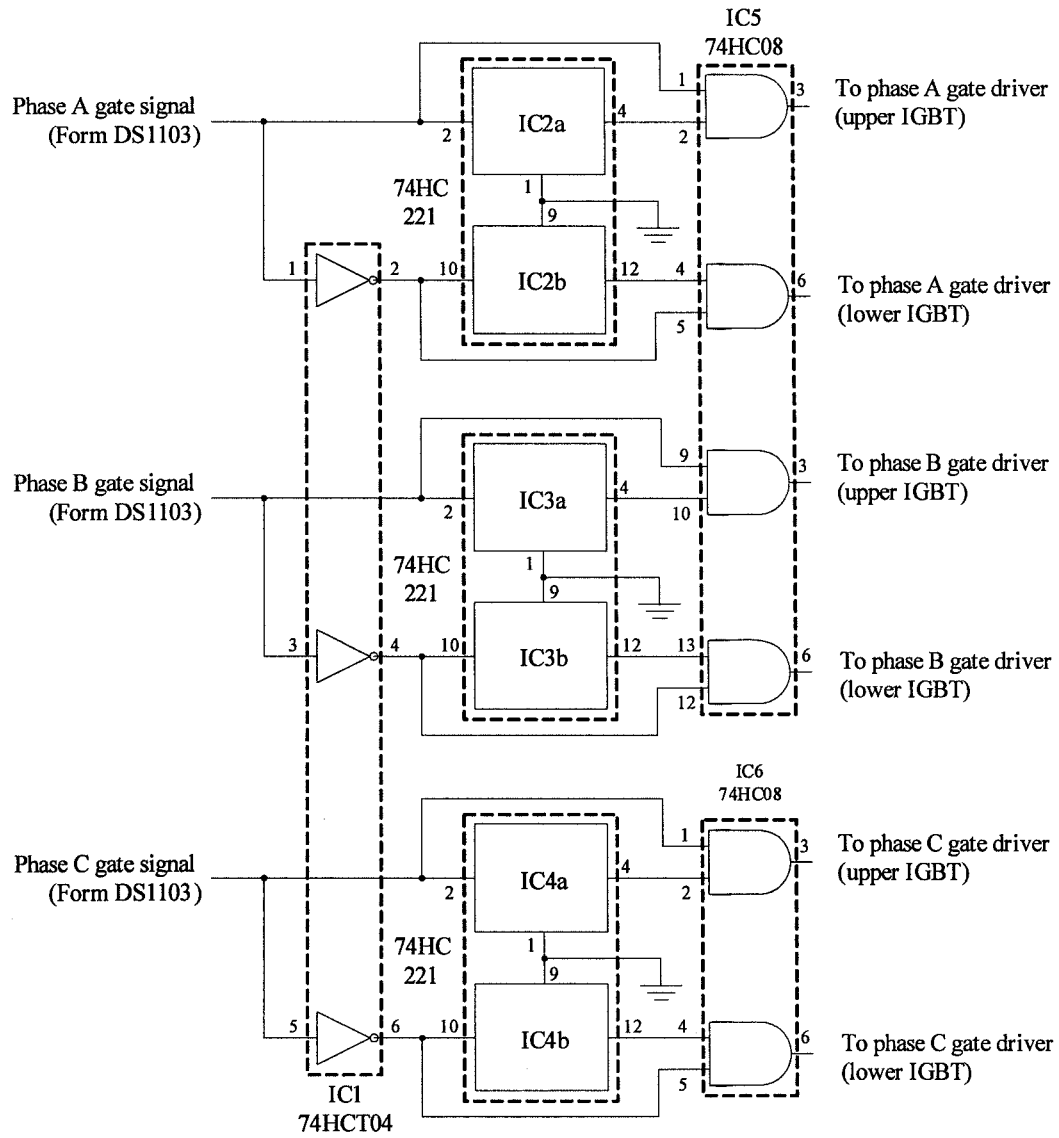 IC5
74HC08
Phase A gate signal
(Form DS1103)
2
IC2a
4
1
2
3
To phase A gate driver
(upper IGBT)
74HC
221
1
9
1
2
10
IC2b
12
4
5
6
To phase A gate driver
(lower IGBT)
Phase B gate signal
(Form DS1103)
2
IC3a
4
9
10
3
To phase B gate driver
(upper IGBT)
74HC
221
1
9
3
4
10
IC3b
12
13
12
6
To phase B gate driver
(lower IGBT)
IC6
74HC08
Phase C gate signal
(Form DS1103)
2
IC4a
4
1
2
3
To phase C gate driver
(upper IGBT)
74HC
221
1
9
5
6
10
IC4b
12
4
5
6
To phase C gate driver
(lower IGBT)
IC1
74HCT04